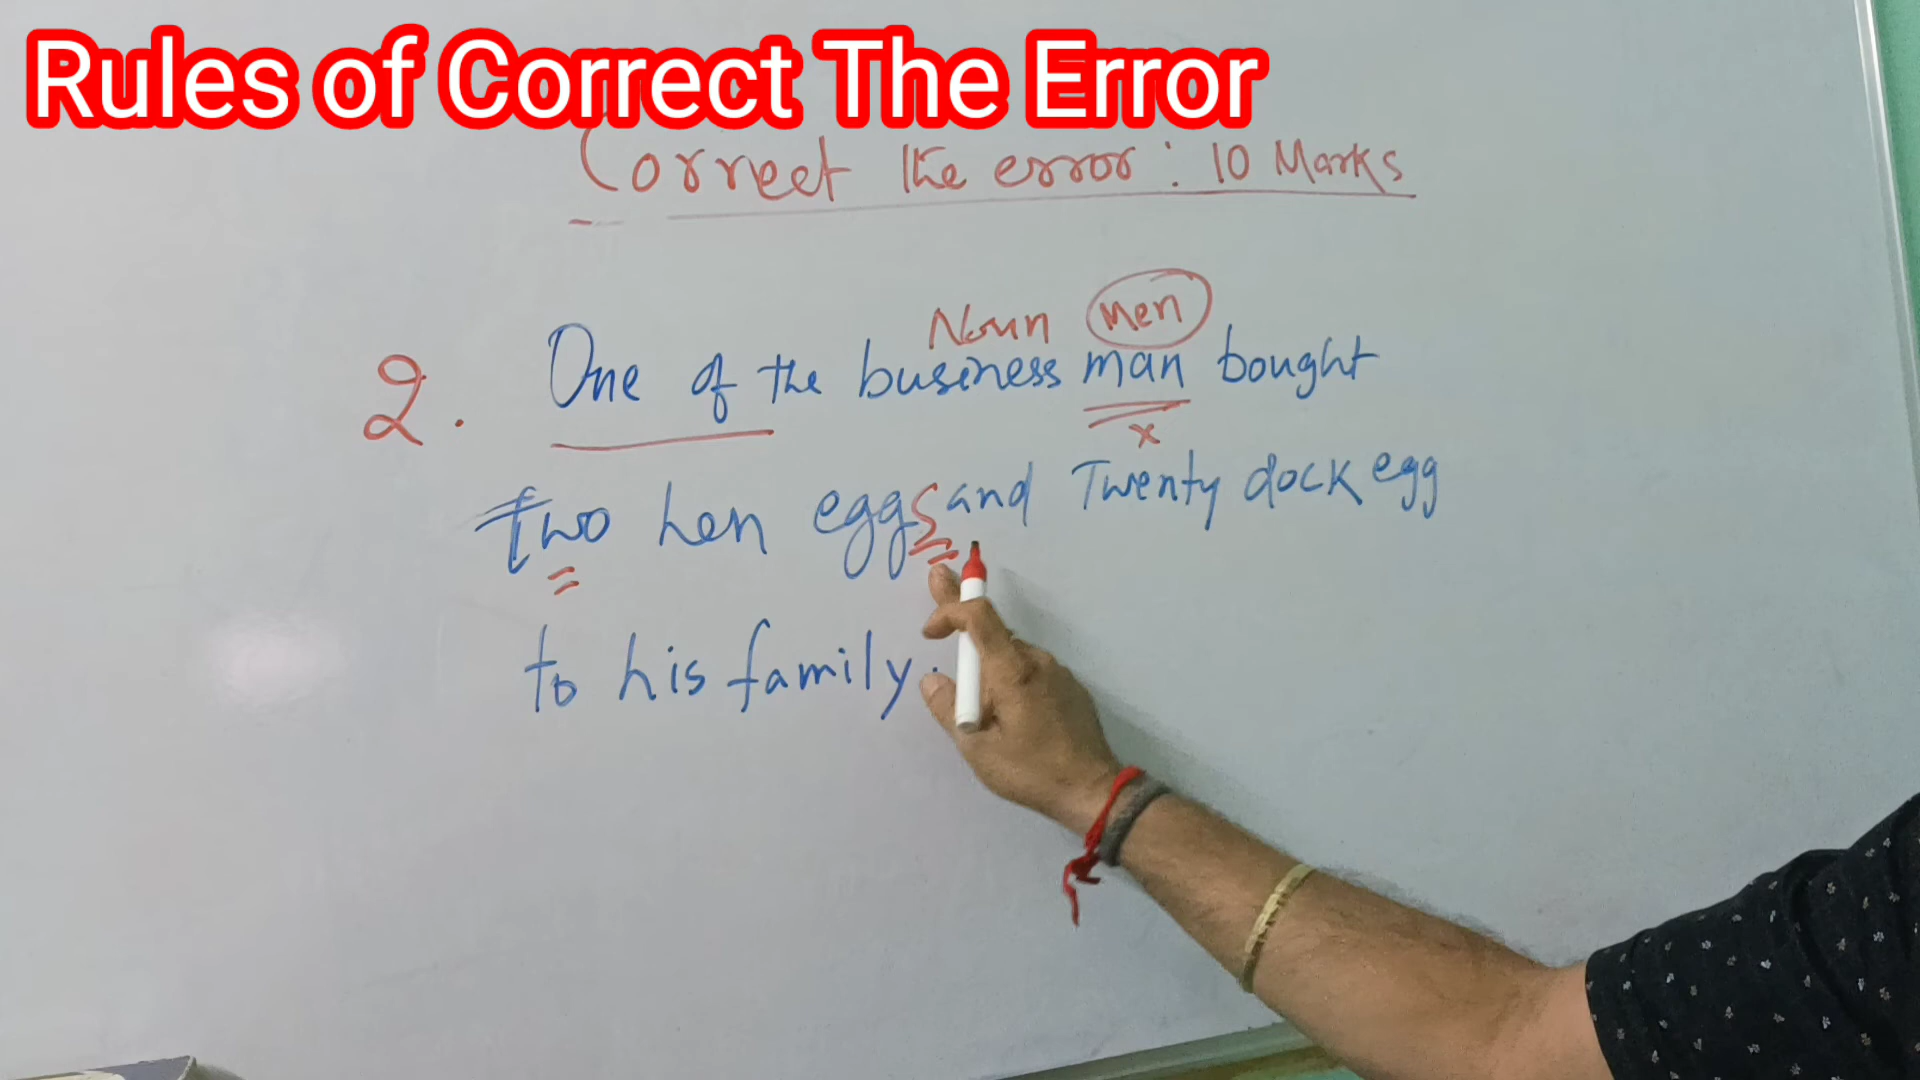 Rules of Correct The Error
Correct the error: 10 Marks
Noun men
2. One of the business man bought
x
two hen eggs and Twenty dock egg
to his family.